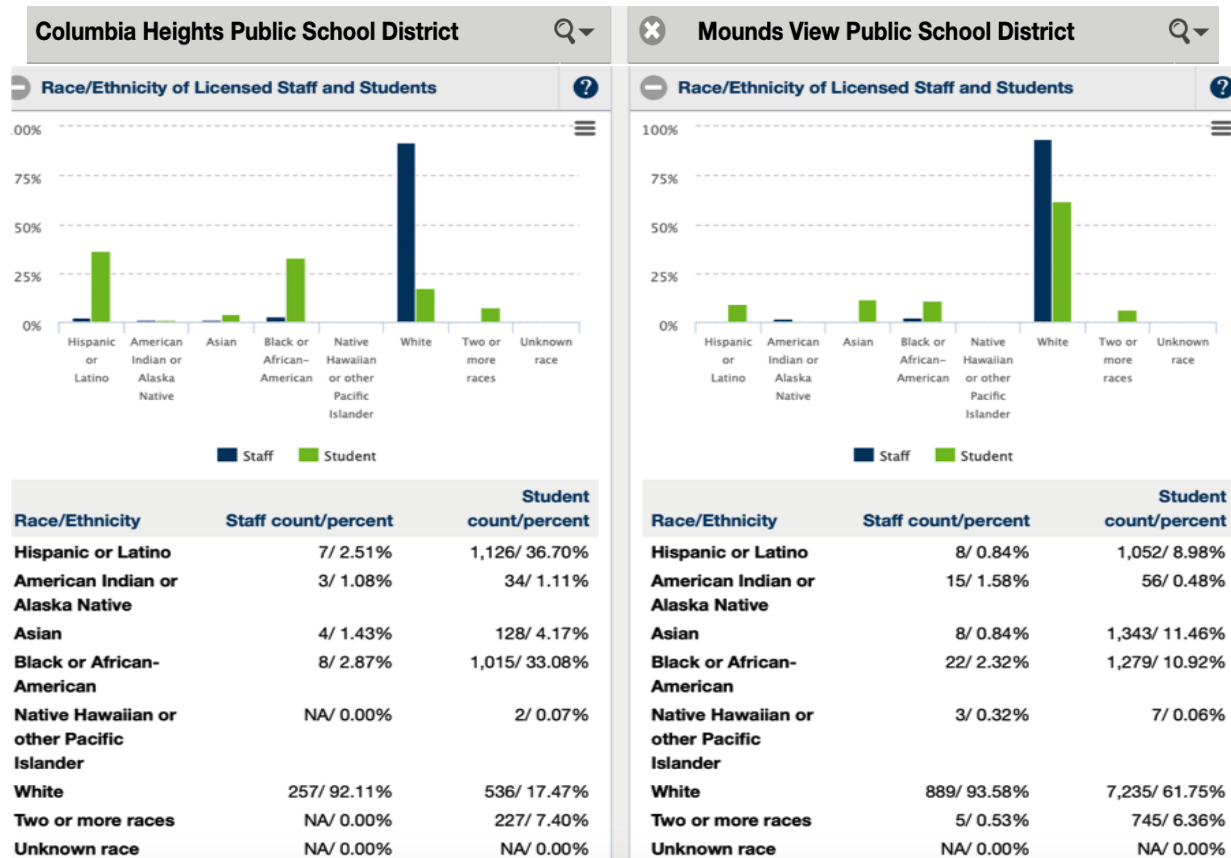 Columbia Heights Public School District
Race/Ethnicity of Licensed Staff and Students
?
.00%
75%
50%
25%
0%
Hispanic or Latino
American Indian or Alaska Native
Asian
Black or African-American
Native Hawaiian or other Pacific Islander
White
Two or more races
Unknown race
Staff
Student
Race/Ethnicity Staff count/percent Student count/percent
Hispanic or Latino 7/ 2.51% 1,126/ 36.70%
American Indian or Alaska Native 3/ 1.08% 34/ 1.11%
Asian 4/ 1.43% 128/ 4.17%
Black or African-American 8/ 2.87% 1,015/ 33.08%
Native Hawaiian or other Pacific Islander NA/ 0.00% 2/ 0.07%
White 257/ 92.11% 536/ 17.47%
Two or more races NA/ 0.00% 227/ 7.40%
Unknown race NA/ 0.00% NA/ 0.00%
Mounds View Public School District
Race/Ethnicity of Licensed Staff and Students
?
100%
75%
50%
25%
0%
Hispanic or Latino
American Indian or Alaska Native
Asian
Black or African-American
Native Hawaiian or other Pacific Islander
White
Two or more races
Unknown race
Staff
Student
Race/Ethnicity Staff count/percent Student count/percent
Hispanic or Latino 8/ 0.84% 1,052/ 8.98%
American Indian or Alaska Native 15/ 1.58% 56/ 0.48%
Asian 8/ 0.84% 1,343/ 11.46%
Black or African-American 22/ 2.32% 1,279/ 10.92%
Native Hawaiian or other Pacific Islander 3/ 0.32% 7/ 0.06%
White 889/ 93.58% 7,235/ 61.75%
Two or more races 5/ 0.53% 745/ 6.36%
Unknown race NA/ 0.00% NA/ 0.00%